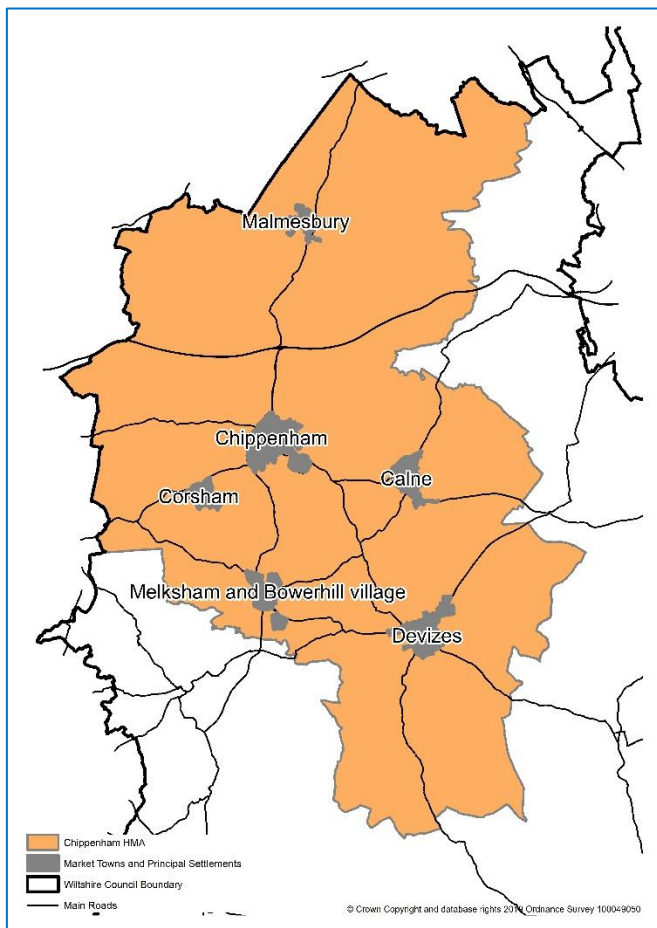 Malmesbury
Chippenham
Calne
Corsham
Melksham and Bowerhill village
Devizes
Chippenham HMA
Market Towns and Principal Settlements
Wiltshire Council Boundary
Main Roads
© Crown Copyright and database rights 2019 Ordnance Survey 100049050